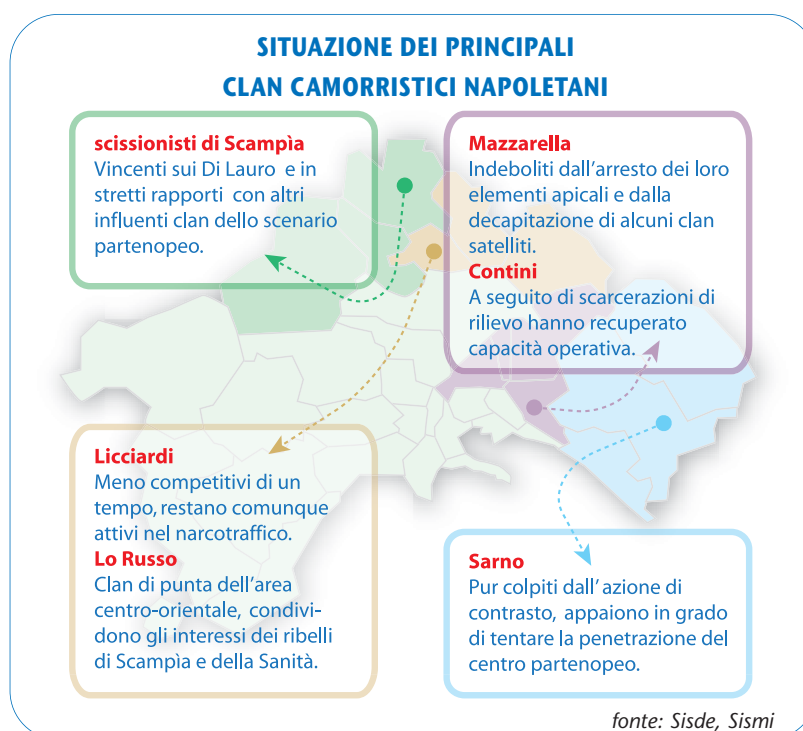 SITUAZIONE DEI PRINCIPALI
CLAN CAMORRISTICI NAPOLETANI
scissionisti di Scampìa
Vincenti sui Di Lauro e in
stretti rapporti con altri
influenti clan dello scenario
partenopeo.
Mazzarella
Indeboliti dall'arresto dei loro
elementi apicali e dalla
decapitazione di alcuni clan
satelliti.
Contini
A seguito di scarcerazioni di
rilievo hanno recuperato
capacità operativa.
Licciardi
Meno competitivi di un
tempo, restano comunque
attivi nel narcotraffico.
Lo Russo
Clan di punta dell'area
centro-orientale, condivi-
dono gli interessi dei ribelli
di Scampìa e della Sanità.
Sarno
Pur colpiti dall'azione di
contrasto, appaiono in grado
di tentare la penetrazione del
centro partenopeo.
fonte: Sisde, Sismi